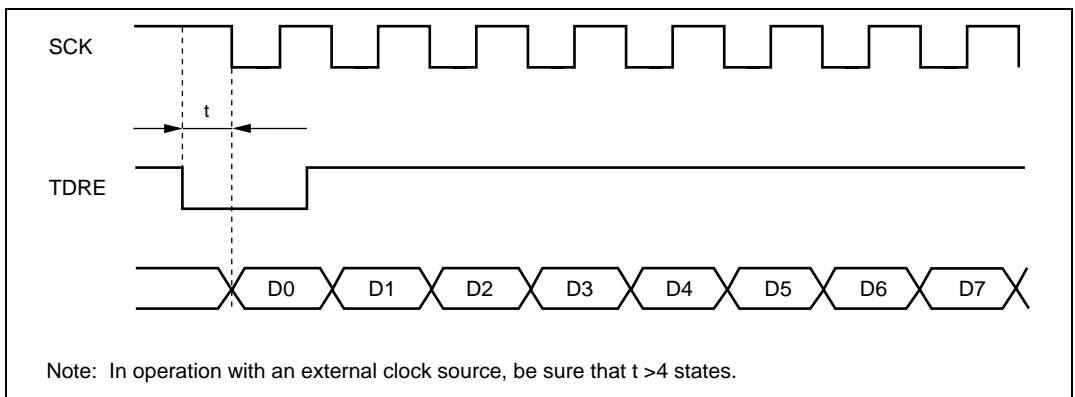 SCK
t
TDRE
D0 D1 D2 D3 D4 D5 D6 D7
Note: In operation with an external clock source, be sure that t >4 states.